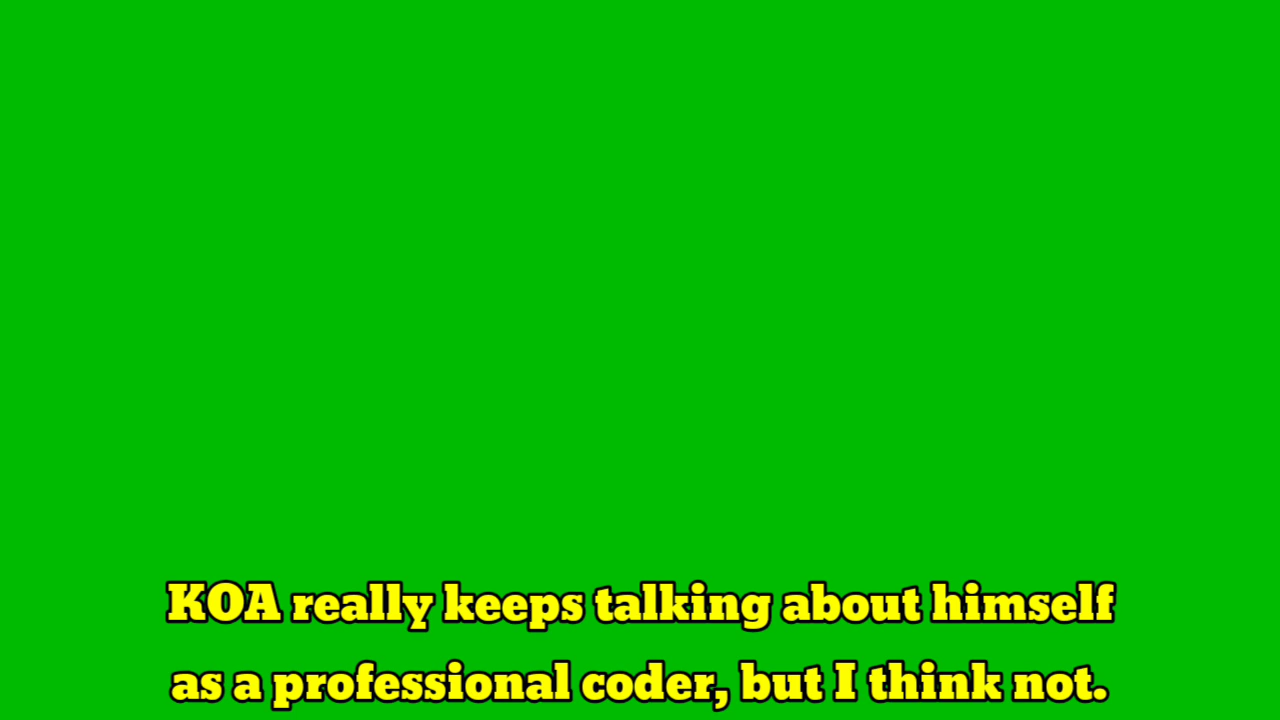 KOA really keeps talking about himself
as a professional coder, but I think not.